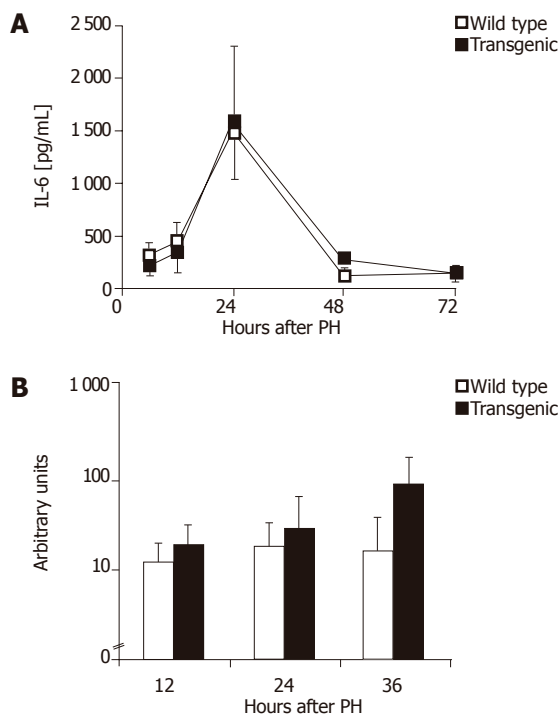 A
Wild type
Transgenic
2 500
2 000
1 500
1 000
500
0
IL-6 [pg/mL]
0 24 48 72
Hours after PH
B
Wild type
Transgenic
1 000
100
10
0
Arbitrary units
12 24 36
Hours after PH